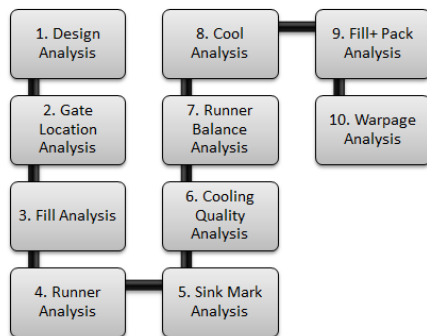 1. Design
Analysis
2. Gate
Location
Analysis
3. Fill Analysis
4. Runner
Analysis
5. Sink Mark
Analysis
6. Cooling
Quality
Analysis
7. Runner
Balance
Analysis
8. Cool
Analysis
9. Fill+ Pack
Analysis
10. Warpage
Analysis